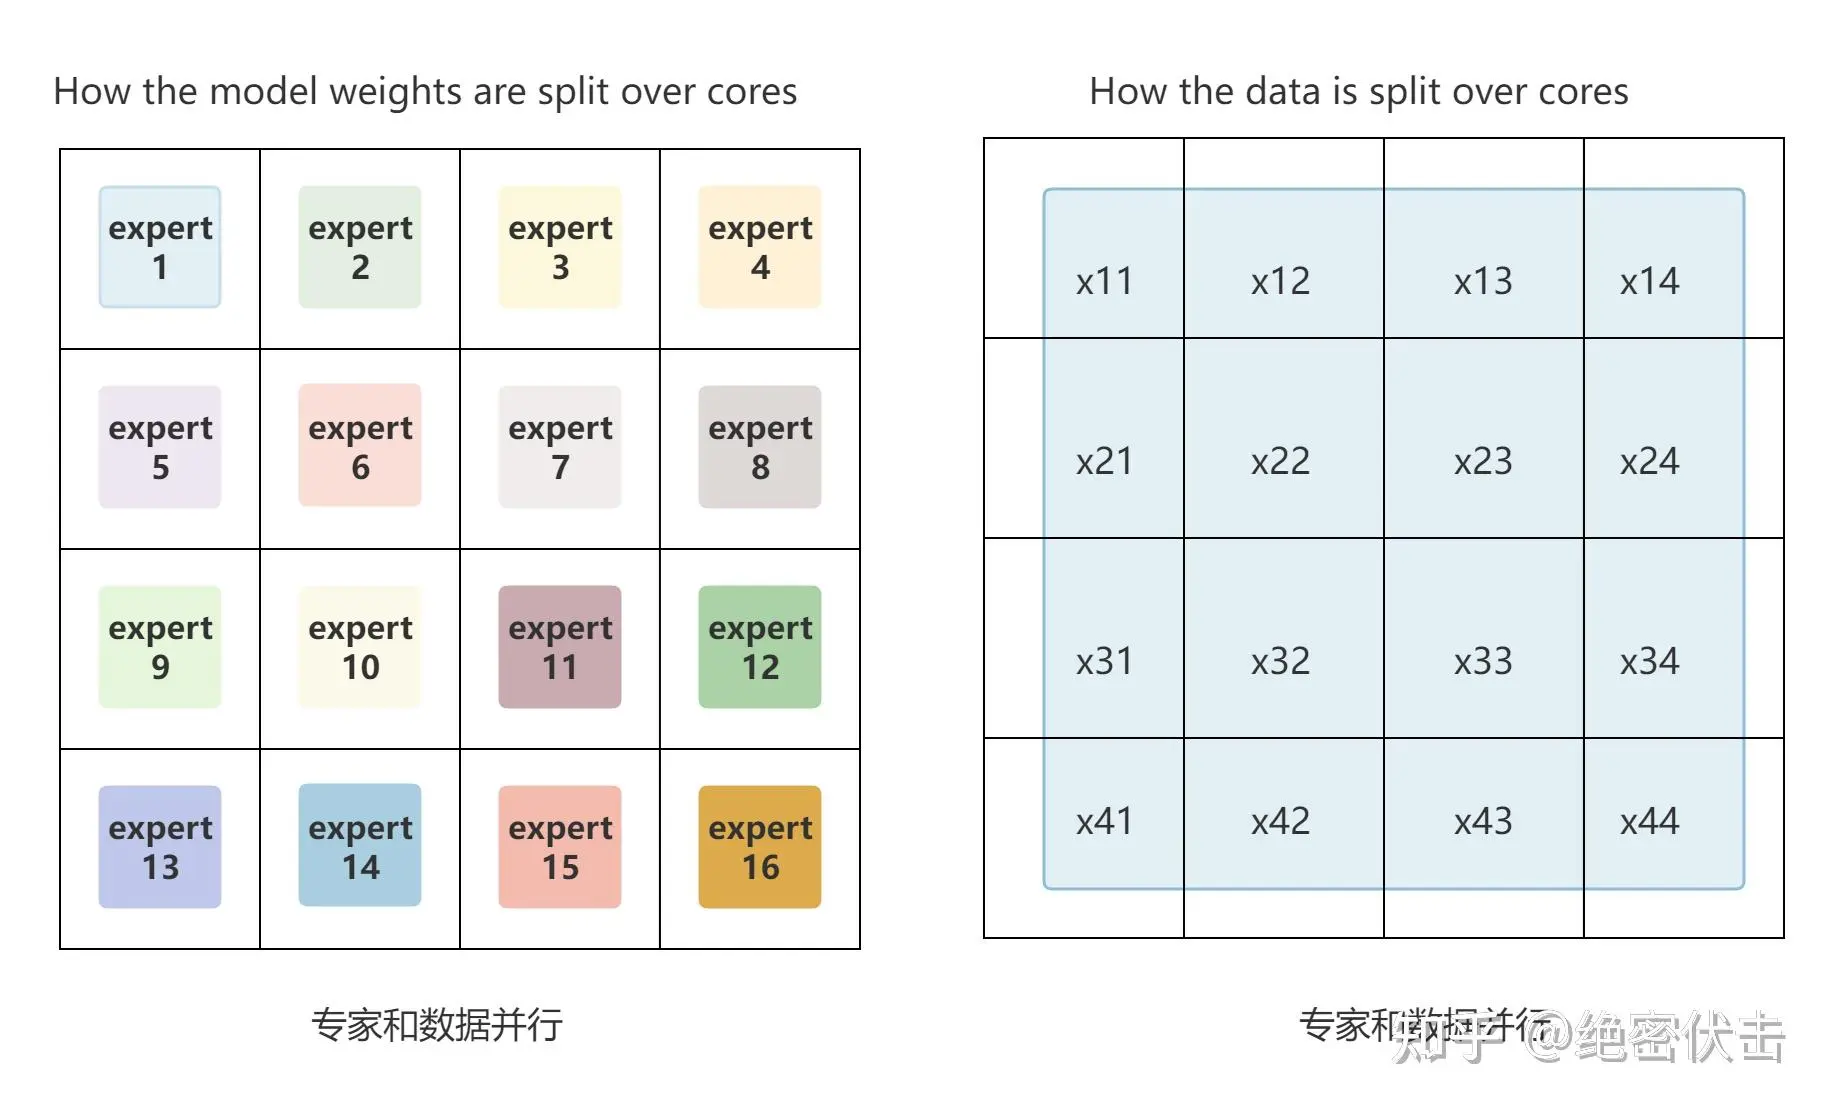 How the model weights are split over cores
expert
1
expert
2
expert
3
expert
4
expert
5
expert
6
expert
7
expert
8
expert
9
expert
10
expert
11
expert
12
expert
13
expert
14
expert
15
expert
16
专家和数据并行
How the data is split over cores
x11 x12 x13 x14
x21 x22 x23 x24
x31 x32 x33 x34
x41 x42 x43 x44
专家和数据并行
知乎 @绝密伏击